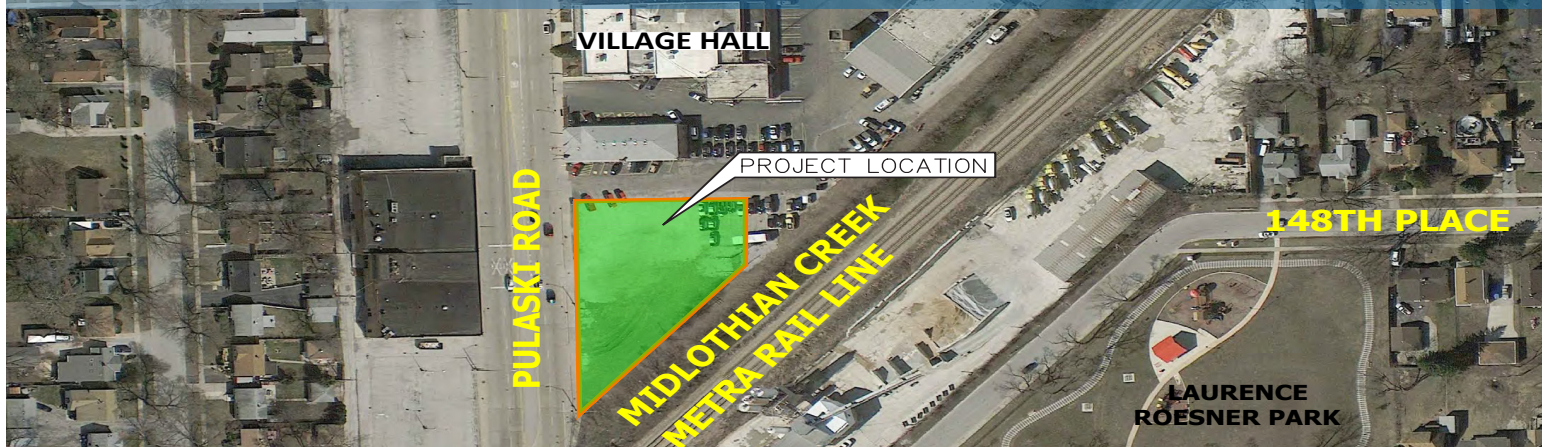 VILLAGE HALL
PROJECT LOCATION
PULASKI ROAD
MIDLOTHIAN CREEK
METRA RAIL LINE
148TH PLACE
LAURENCE
ROESNER PARK